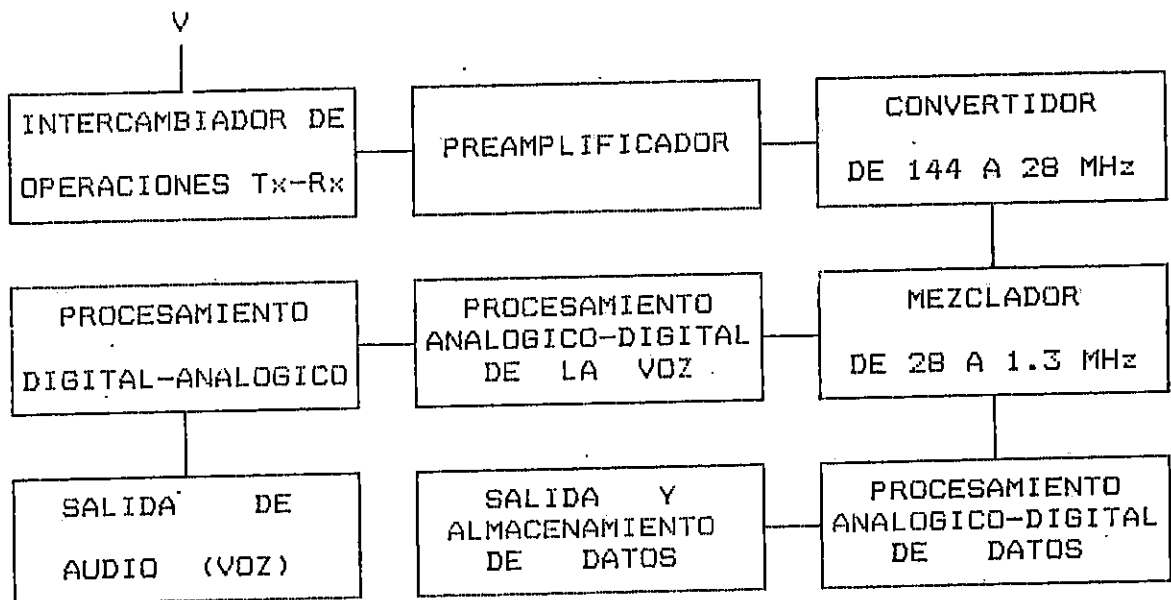 V
INTERCAMBIADOR DE
OPERACIONES Tx-Rx
PREAMPLIFICADOR
CONVERTIDOR
DE 144 A 28 MHz
PROCESAMIENTO
DIGITAL-ANALOGICO
PROCESAMIENTO
ANALOGICO-DIGITAL
DE LA VOZ
MEZCLADOR
DE 28 A 1.3 MHz
SALIDA DE
AUDIO (VOZ)
SALIDA Y
ALMACENAMIENTO
DE DATOS
PROCESAMIENTO
ANALOGICO-DIGITAL
DE DATOS